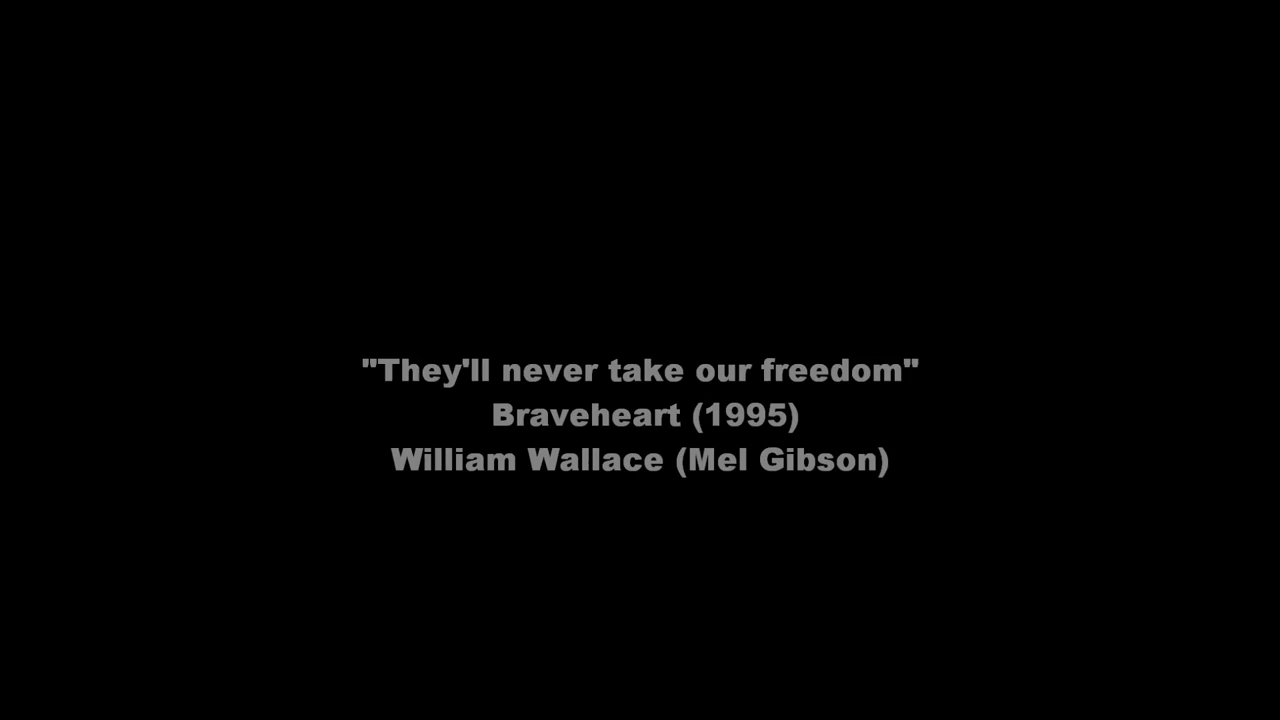 "They'll never take our freedom"
Braveheart (1995)
William Wallace (Mel Gibson)